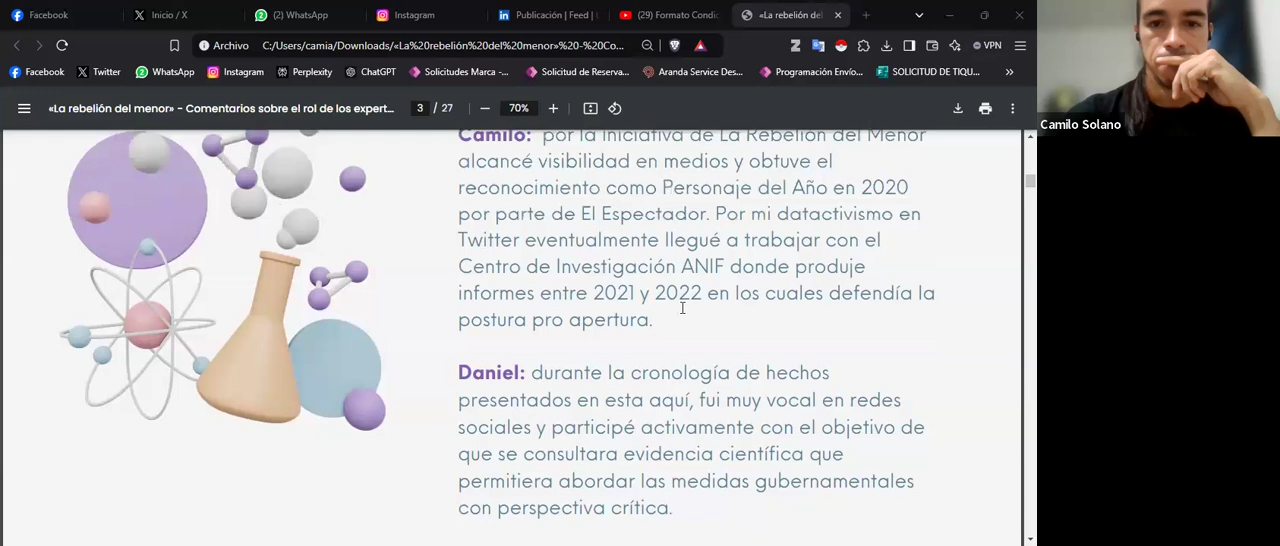 Facebook
Inicio / X
(2) WhatsApp
Instagram
Publicación | Feed | L
(29) Formato Condic
«La rebelión del
Archivo C:/Users/camia/Downloads/«La%20rebelión%20del%20menor»%20-%20Co...
VPN
Facebook
Twitter
WhatsApp
Instagram
Perplexity
ChatGPT
Solicitudes Marca -...
Solicitud de Reserva...
Aranda Service Des...
Programación Envío...
SOLICITUD DE TIQU...
«La rebelión del menor» - Comentarios sobre el rol de los expert...
3 / 27
70%
Camilo Solano
Camilo: por la Iniciativa de La Rebelión del Menor
alcancé visibilidad en medios y obtuve el
reconocimiento como Personaje del Año en 2020
por parte de El Espectador. Por mi datactivismo en
Twitter eventualmente llegué a trabajar con el
Centro de Investigación ANIF donde produje
informes entre 2021 y 2022 en los cuales defendía la
postura pro apertura.
Daniel: durante la cronología de hechos
presentados en esta aquí, fui muy vocal en redes
sociales y participé activamente con el objetivo de
que se consultara evidencia científica que
permitiera abordar las medidas gubernamentales
con perspectiva crítica.